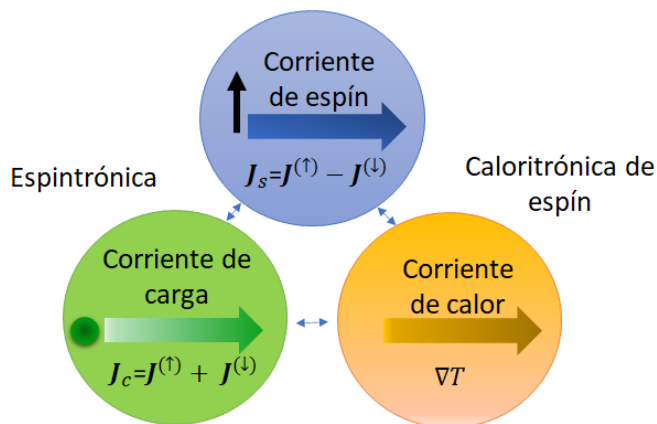 Corriente
de espín
J_s=J^(↑) − J^(↓)
Espintrónica
Caloritrónica de
espín
Corriente de
carga
J_c=J^(↑) + J^(↓)
Corriente
de calor
∇T